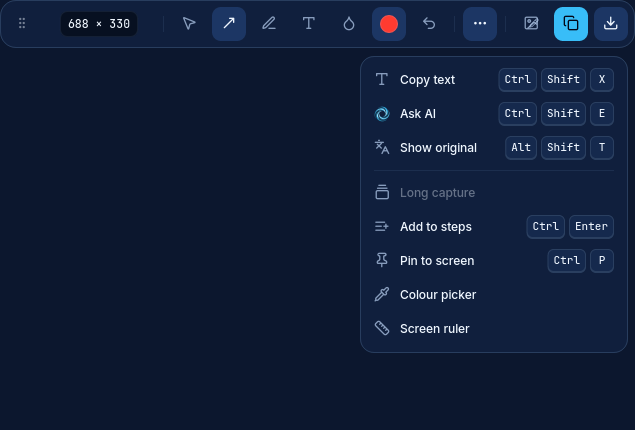 688 × 330
Copy text Ctrl Shift X
Ask AI Ctrl Shift E
Show original Alt Shift T
Long capture
Add to steps Ctrl Enter
Pin to screen Ctrl P
Colour picker
Screen ruler